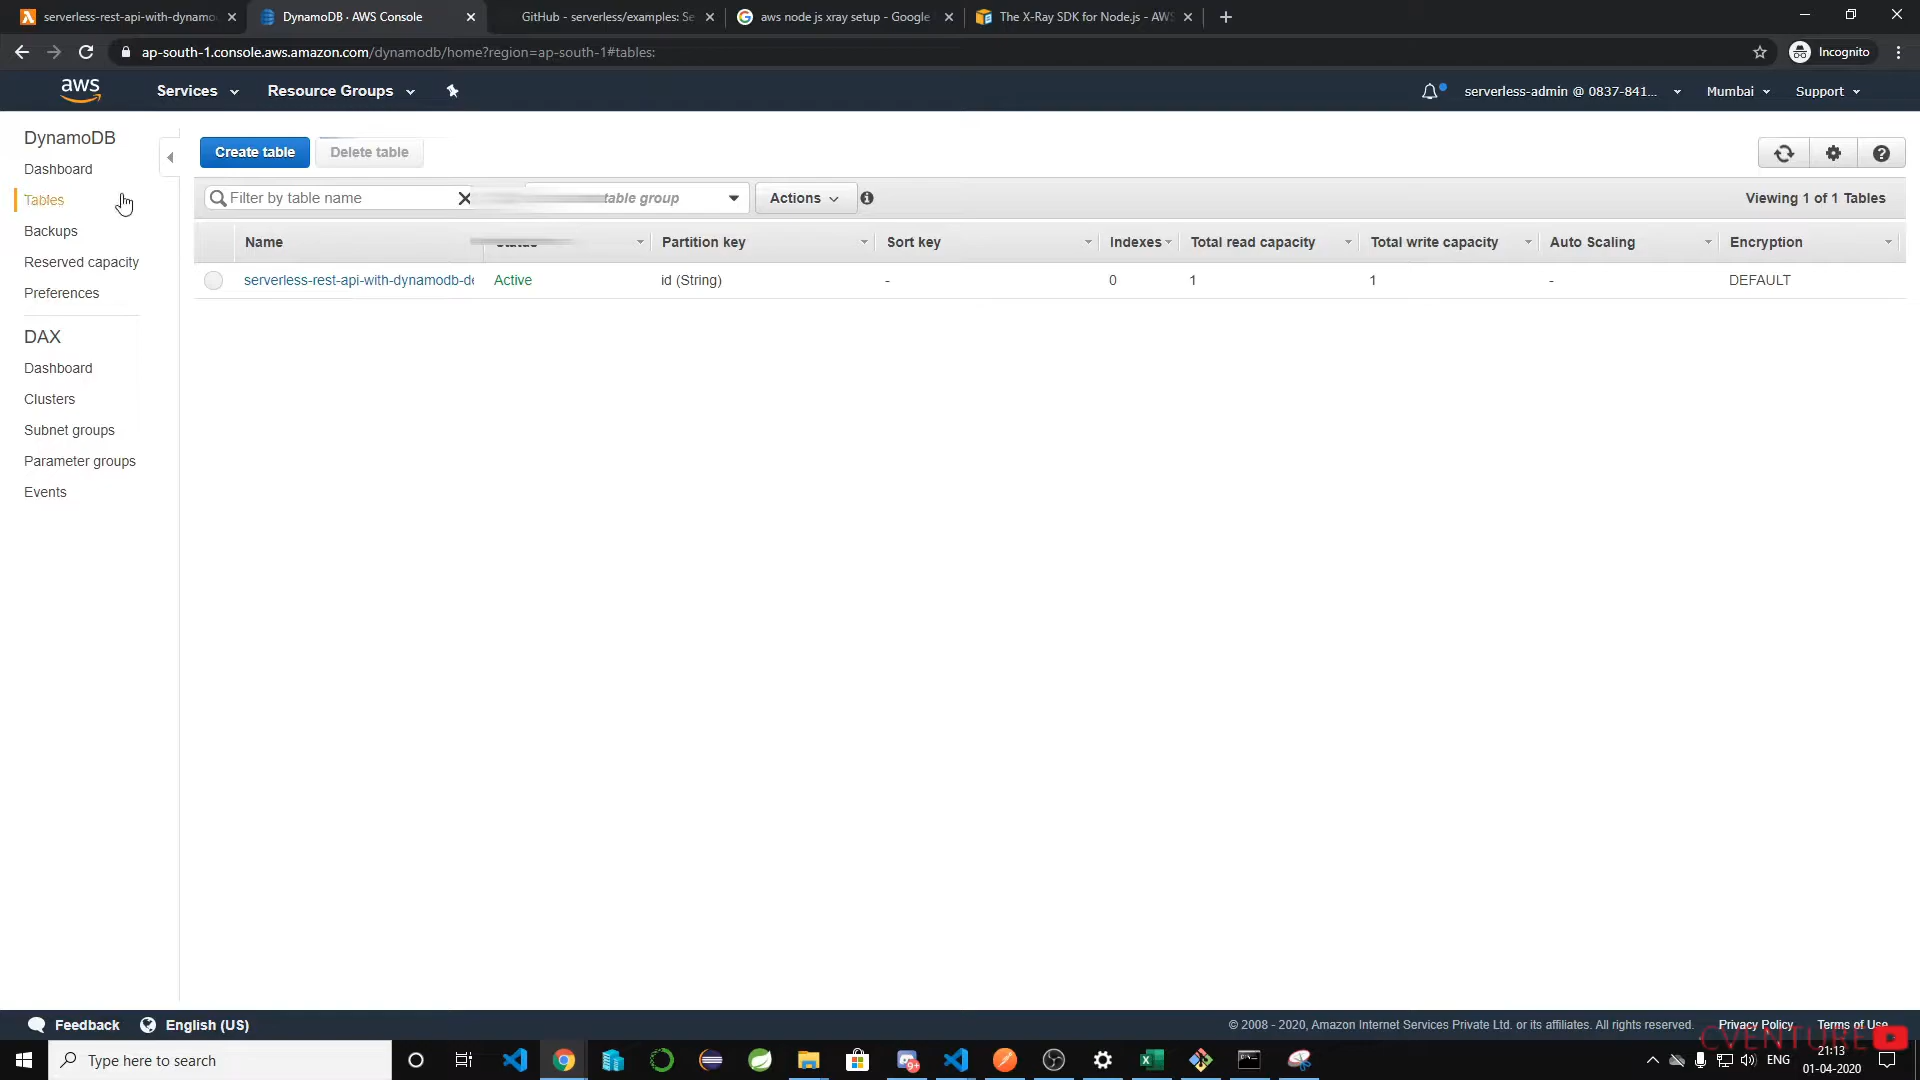 serverless-rest-api-with-dynamo
DynamoDB · AWS Console
GitHub - serverless/examples: Se
aws node js xray setup - Google
The X-Ray SDK for Node.js - AWS
ap-south-1.console.aws.amazon.com/dynamodb/home?region=ap-south-1#tables:
Incognito
aws
Services
Resource Groups
serverless-admin @ 0837-841...
Mumbai
Support
DynamoDB
Dashboard
Tables
Backups
Reserved capacity
Preferences
DAX
Dashboard
Clusters
Subnet groups
Parameter groups
Events
Create table
Delete table
Filter by table name
table group
Actions
Viewing 1 of 1 Tables
Name Partition key Sort key Indexes Total read capacity Total write capacity Auto Scaling Encryption
serverless-rest-api-with-dynamodb-de Active id (String) - 0 1 1 - DEFAULT
Feedback
English (US)
© 2008 - 2020, Amazon Internet Services Private Ltd. or its affiliates. All rights reserved.
Privacy Policy
Terms of Use
CVENTURE
Type here to search
ENG
21:13
01-04-2020